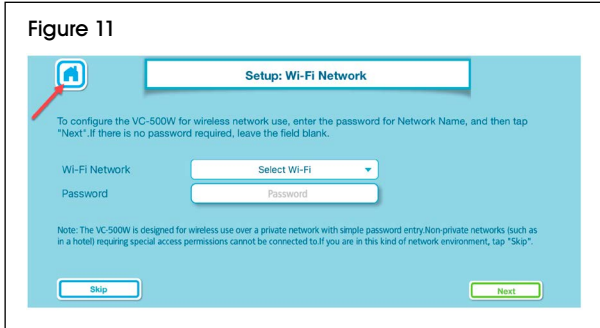 Figure 11
Setup: Wi-Fi Network
To configure the VC-500W for wireless network use, enter the password for Network Name, and then tap
"Next".If there is no password required, leave the field blank.
Wi-Fi Network
Select Wi-Fi
Password
Password
Note: The VC-500W is designed for wireless use over a private network with simple password entry.Non-private networks (such as
in a hotel) requiring special access permissions cannot be connected to.If you are in this kind of network environment, tap "Skip".
Skip
Next